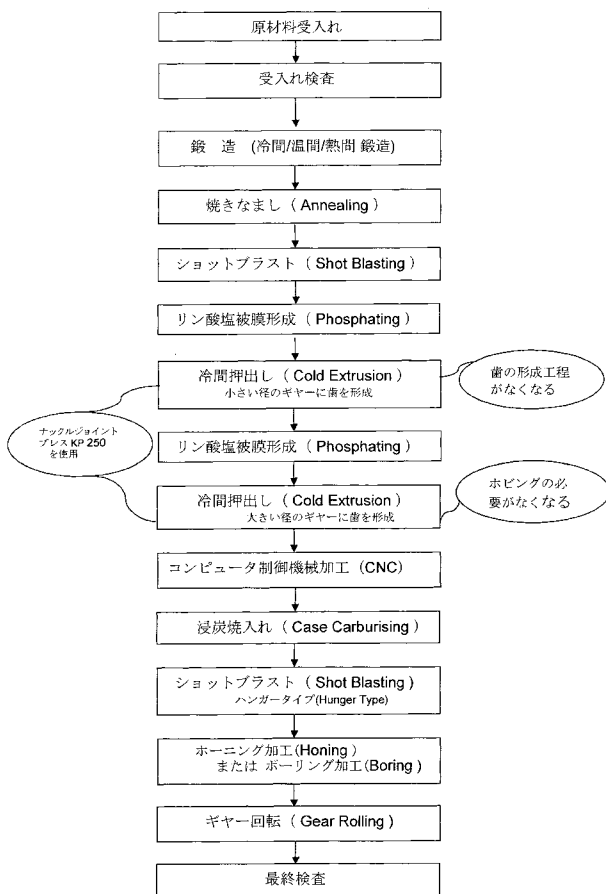 原材料受入れ
受入れ検査
鍛 造 (冷間/温間/熱間 鍛造)
焼きなまし ( Annealing )
ショットブラスト ( Shot Blasting )
リン酸塩被膜形成 ( Phosphating )
冷間押出し ( Cold Extrusion )
小さい径のギヤーに歯を形成
歯の形成工程
がなくなる
ナックルジョイント
プレス KP 250
を使用
リン酸塩被膜形成 ( Phosphating )
冷間押出し ( Cold Extrusion )
大きい径のギヤーに歯を形成
ホビングの必
要がなくなる
コンピュータ制御機械加工 (CNC)
浸炭焼入れ ( Case Carburising )
ショットブラスト ( Shot Blasting )
ハンガータイプ(Hunger Type)
ホーニング加工(Honing)
または ボーリング加工(Boring )
ギヤー回転 ( Gear Rolling )
最終検査